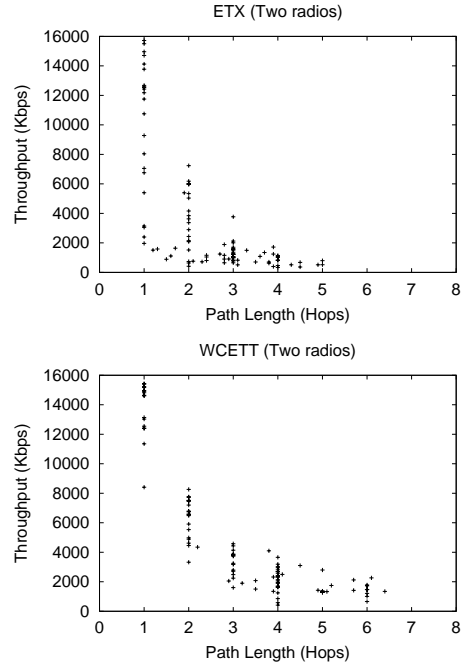 ETX (Two radios)
16000
14000
12000
10000
8000
6000
4000
2000
0
Throughput (Kbps)
0 1 2 3 4 5 6 7 8
Path Length (Hops)
WCETT (Two radios)
16000
14000
12000
10000
8000
6000
4000
2000
0
Throughput (Kbps)
0 1 2 3 4 5 6 7 8
Path Length (Hops)